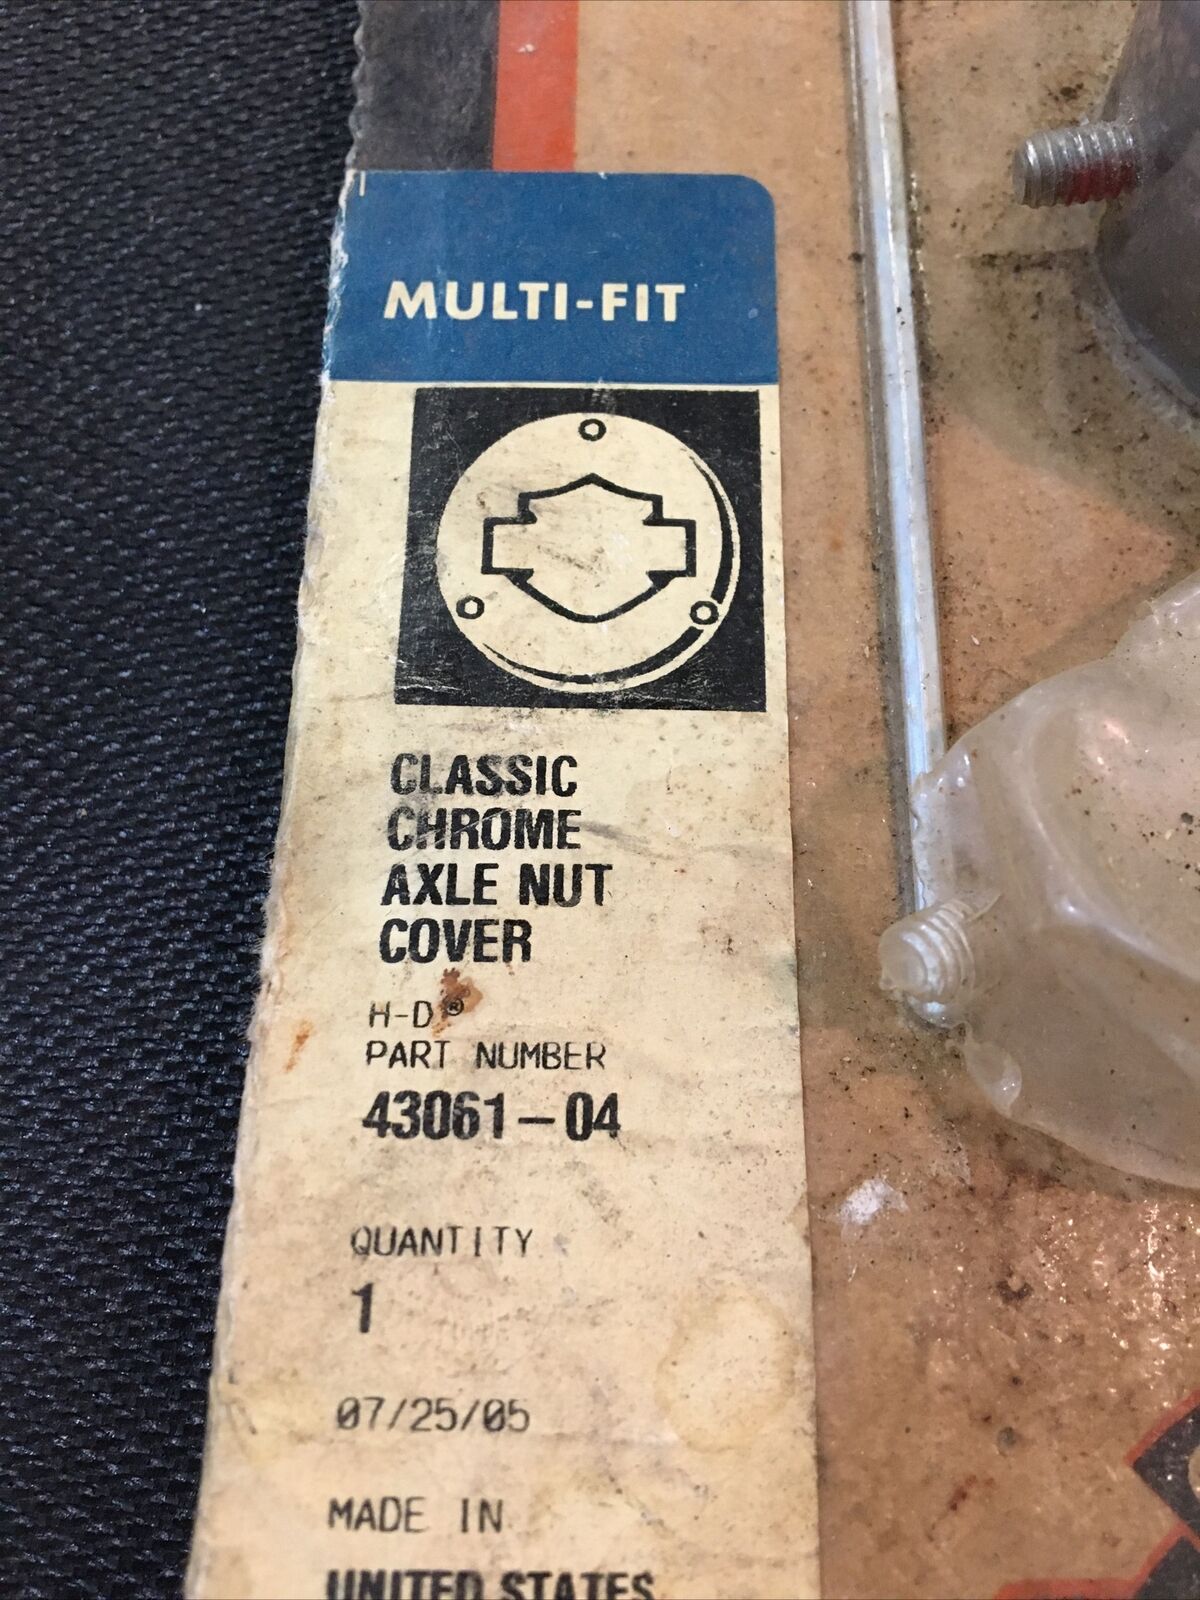 MULTI-FIT
CLASSIC
CHROME
AXLE NUT
COVER
H-D®
PART NUMBER
43061-04
QUANTITY
1
07/25/05
MADE IN
UNITED STATES